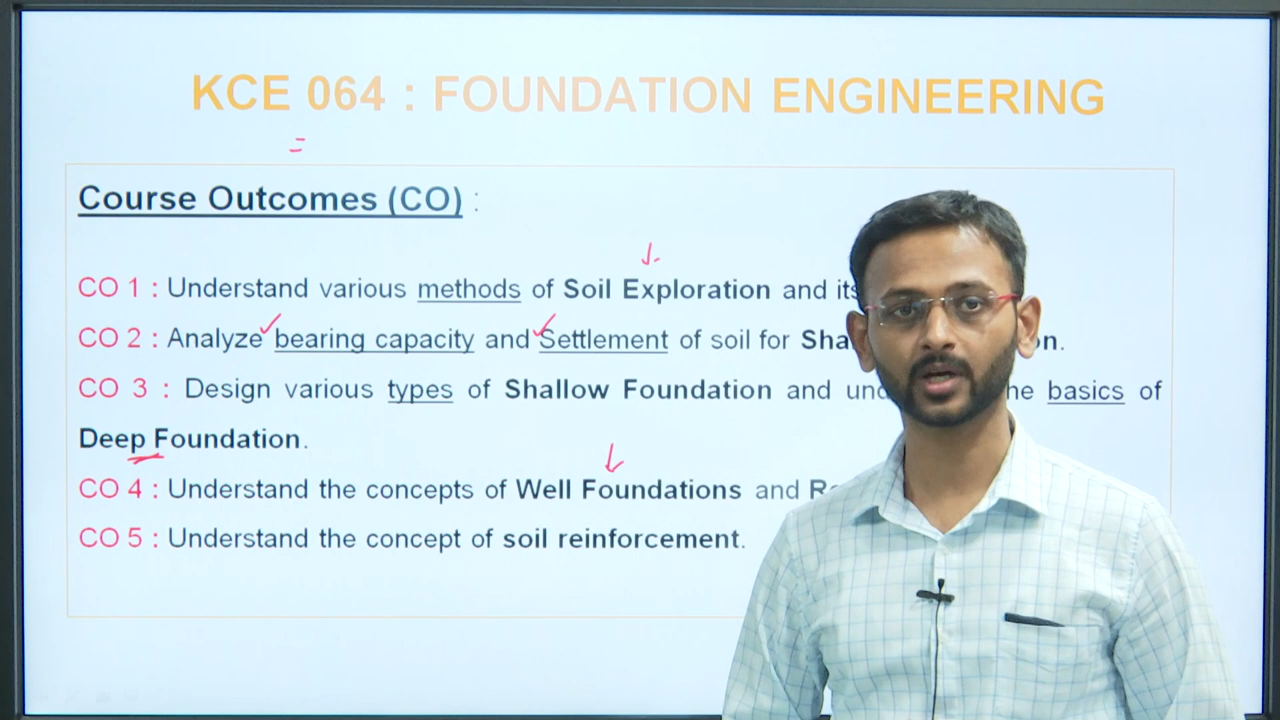 KCE 064 : FOUNDATION ENGINEERING
Course Outcomes (CO) :
CO 1 : Understand various methods of Soil Exploration and its
CO 2 : Analyze bearing capacity and Settlement of soil for
CO 3 : Design various types of Shallow Foundation and basics of
Deep Foundation.
CO 4 : Understand the concepts of Well Foundations and
CO 5 : Understand the concept of soil reinforcement.